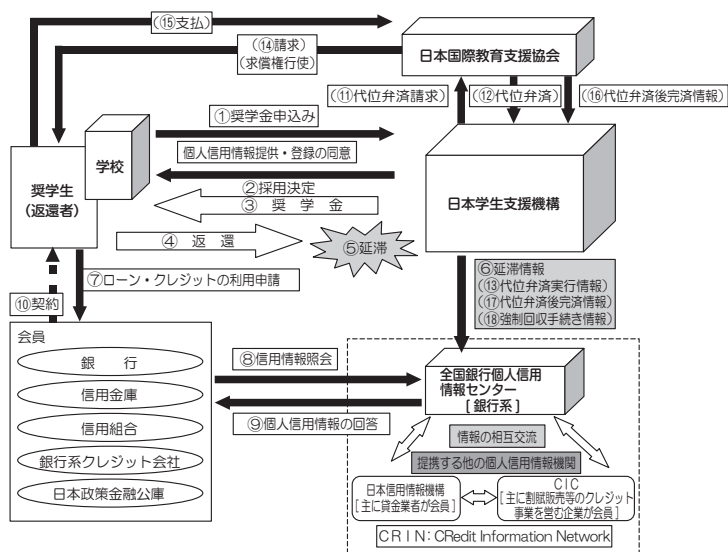 (⑮支払)
(⑭請求)
(求償権行使)
日本国際教育支援協会
(⑪代位弁済請求)
(⑫代位弁済)
(⑯代位弁済後完済情報)
①奨学金申込み
個人信用情報提供・登録の同意
学校
奨学生
(返還者)
②採用決定
③ 奨 学 金
④ 返 還
⑤延滞
日本学生支援機構
⑦ローン・クレジットの利用申請
⑩契約
⑥延滞情報
(⑬代位弁済実行情報)
(⑰代位弁済後完済情報)
(⑱強制回収手続き情報)
会員
銀 行
信用金庫
信用組合
銀行系クレジット会社
日本政策金融公庫
⑧信用情報照会
⑨個人信用情報の回答
全国銀行個人信用
情報センター
[ 銀行系 ]
情報の相互交流
提携する他の個人信用情報機関
日本信用情報機構
[ 主に貸金業者が会員 ]
CIC
[ 主に割賦販売等のクレジット
事業を営む企業が会員 ]
CRIN: CRedit Information Network